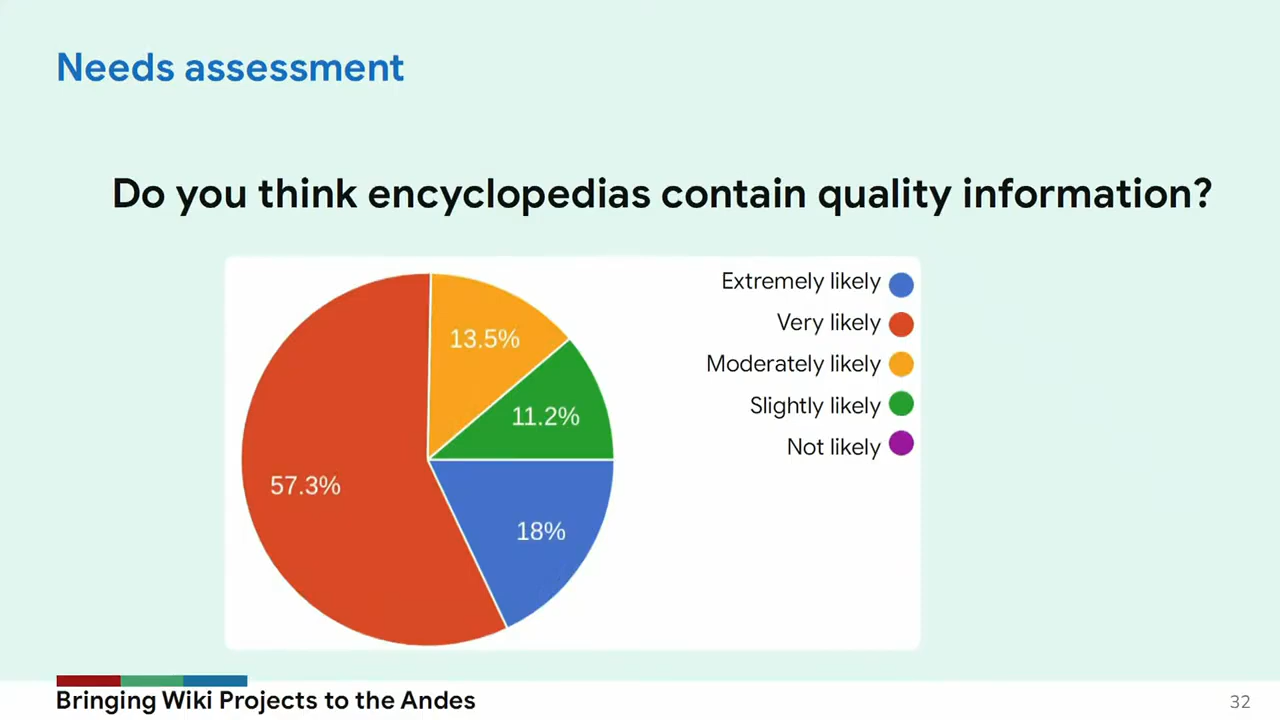 Needs assessment
Do you think encyclopedias contain quality information?
13.5%
11.2%
57.3%
18%
Extremely likely
Very likely
Moderately likely
Slightly likely
Not likely
Bringing Wiki Projects to the Andes
32